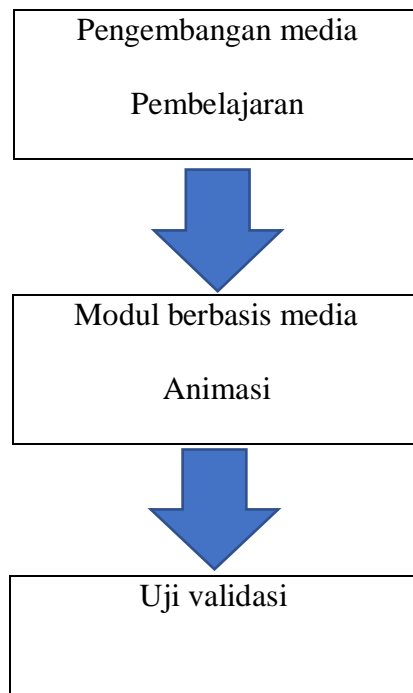 Pengembangan media
Pembelajaran
Modul berbasis media
Animasi
Uji validasi